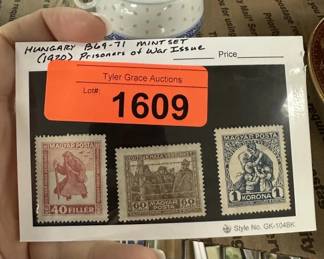 HUNGARY B69-71 MINT SET
(1920) Prisoners of War Issue
Price
Tyler Grace Auctions
Lot#:
1609
MAGYAR POSTA
40 FILLÉR
60 MAGYAR POSTA 60
MAGYAR POSTA
1 KORONA 1
Style No. GK-104BK